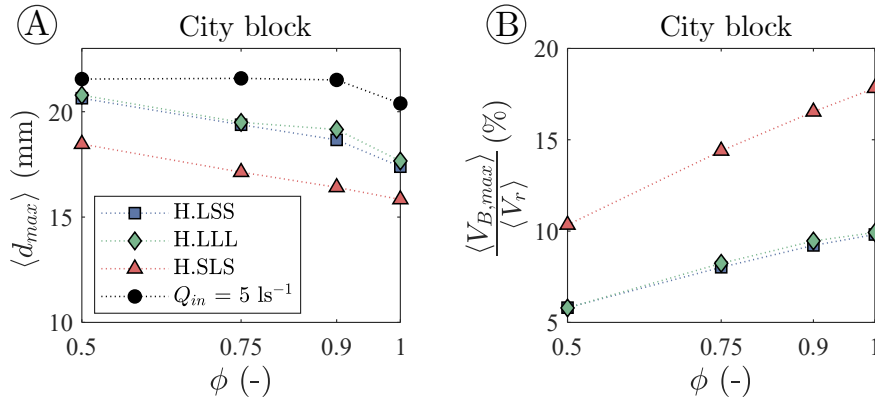 A
City block
20
15
10
⟨d_max⟩ (mm)
H.LSS
H.LLL
H.SLS
Q_in = 5 ls⁻¹
0.5 0.75 0.9 1
ϕ (-)
B
City block
20
15
10
5
⟨V_B,max⟩ / ⟨V_r⟩ (%)
0.5 0.75 0.9 1
ϕ (-)